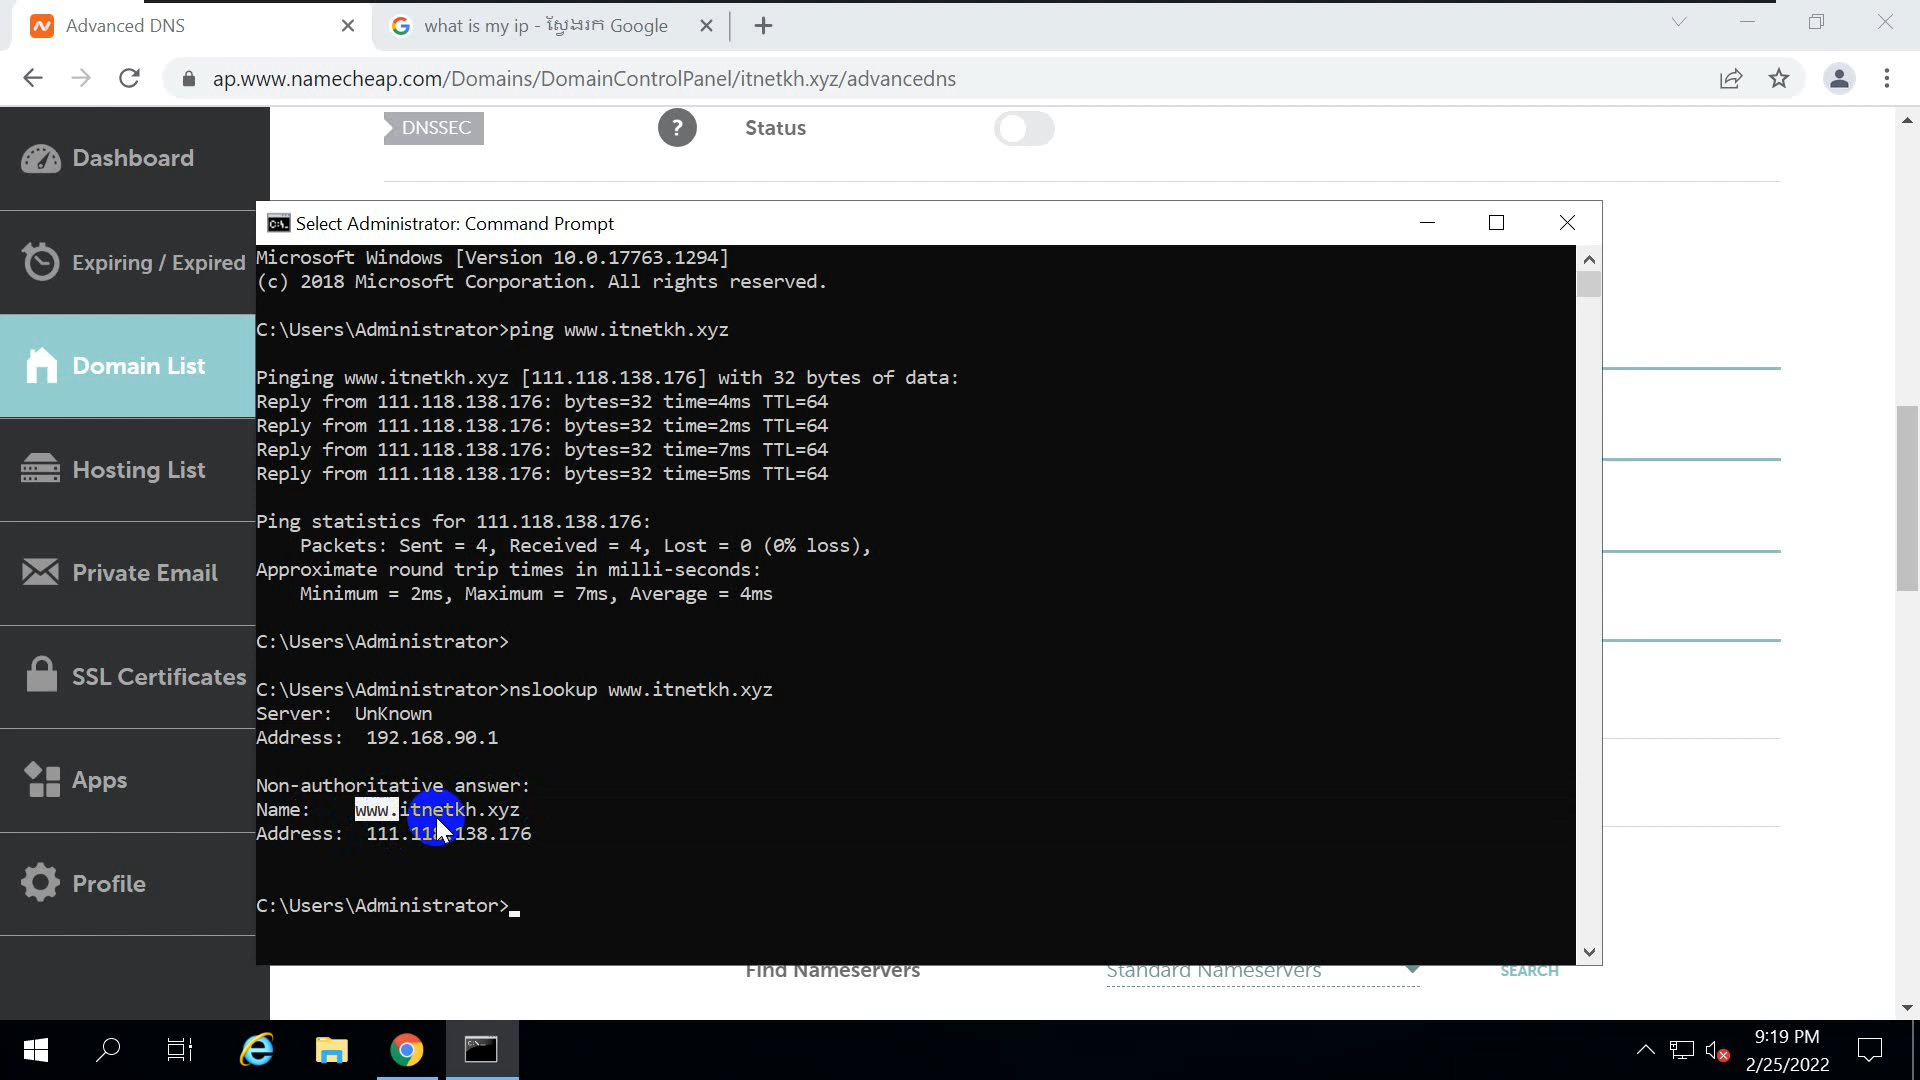 Advanced DNS
what is my ip - ស្វែងរក Google
ap.www.namecheap.com/Domains/DomainControlPanel/itnetkh.xyz/advancedns
DNSSEC
?
Status
Dashboard
Expiring / Expired
Domain List
Hosting List
Private Email
SSL Certificates
Apps
Profile
Select Administrator: Command Prompt
Microsoft Windows [Version 10.0.17763.1294]
(c) 2018 Microsoft Corporation. All rights reserved.
C:\Users\Administrator>ping www.itnetkh.xyz
Pinging www.itnetkh.xyz [111.118.138.176] with 32 bytes of data:
Reply from 111.118.138.176: bytes=32 time=4ms TTL=64
Reply from 111.118.138.176: bytes=32 time=2ms TTL=64
Reply from 111.118.138.176: bytes=32 time=7ms TTL=64
Reply from 111.118.138.176: bytes=32 time=5ms TTL=64
Ping statistics for 111.118.138.176:
Packets: Sent = 4, Received = 4, Lost = 0 (0% loss),
Approximate round trip times in milli-seconds:
Minimum = 2ms, Maximum = 7ms, Average = 4ms
C:\Users\Administrator>
C:\Users\Administrator>nslookup www.itnetkh.xyz
Server: UnKnown
Address: 192.168.90.1
Non-authoritative answer:
Name: www.itnetkh.xyz
Address: 111.118.138.176
C:\Users\Administrator>
Find Nameservers
Standard Nameservers
SEARCH
9:19 PM
2/25/2022